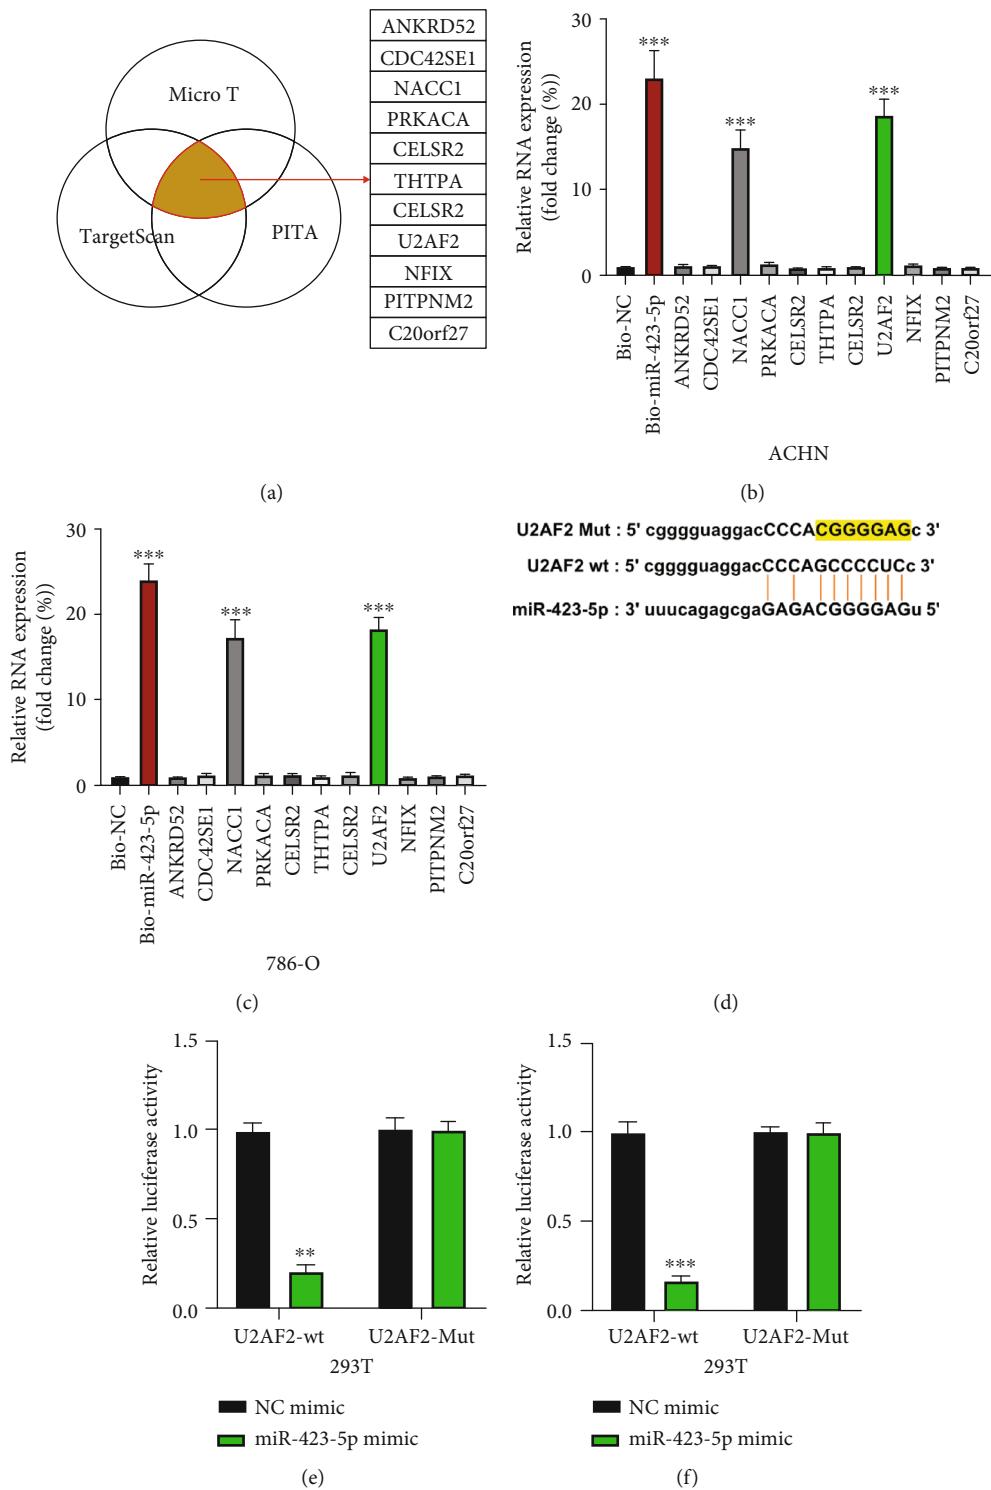 Micro T
TargetScan
PITA
ANKRD52
CDC42SE1
NACC1
PRKACA
CELSR2
THTPA
CELSR2
U2AF2
NFIX
PITPNM2
C20orf27
(a)
Relative RNA expression
(fold change (%))
30
20
10
0
***
***
***
Bio-NC
Bio-miR-423-5p
ANKRD52
CDC42SE1
NACC1
PRKACA
CELSR2
THTPA
CELSR2
U2AF2
NFIX
PITPNM2
C20orf27
ACHN
(b)
Relative RNA expression
(fold change (%))
30
20
10
0
***
***
***
Bio-NC
Bio-miR-423-5p
ANKRD52
CDC42SE1
NACC1
PRKACA
CELSR2
THTPA
CELSR2
U2AF2
NFIX
PITPNM2
C20orf27
786-O
(c)
U2AF2 Mut : 5' cggggu​aggacCCCACGGGGAGc 3'
U2AF2 wt : 5' cgggguaggacCCCAGCCCCUCc 3'
miR-423-5p : 3' uuucagagcgaGAGACGGGGAGu 5'
(d)
Relative luciferase activity
1.5
1.0
0.5
0.0
**
U2AF2-wt
U2AF2-Mut
293T
NC mimic
miR-423-5p mimic
(e)
Relative luciferase activity
1.5
1.0
0.5
0.0
***
U2AF2-wt
U2AF2-Mut
293T
NC mimic
miR-423-5p mimic
(f)